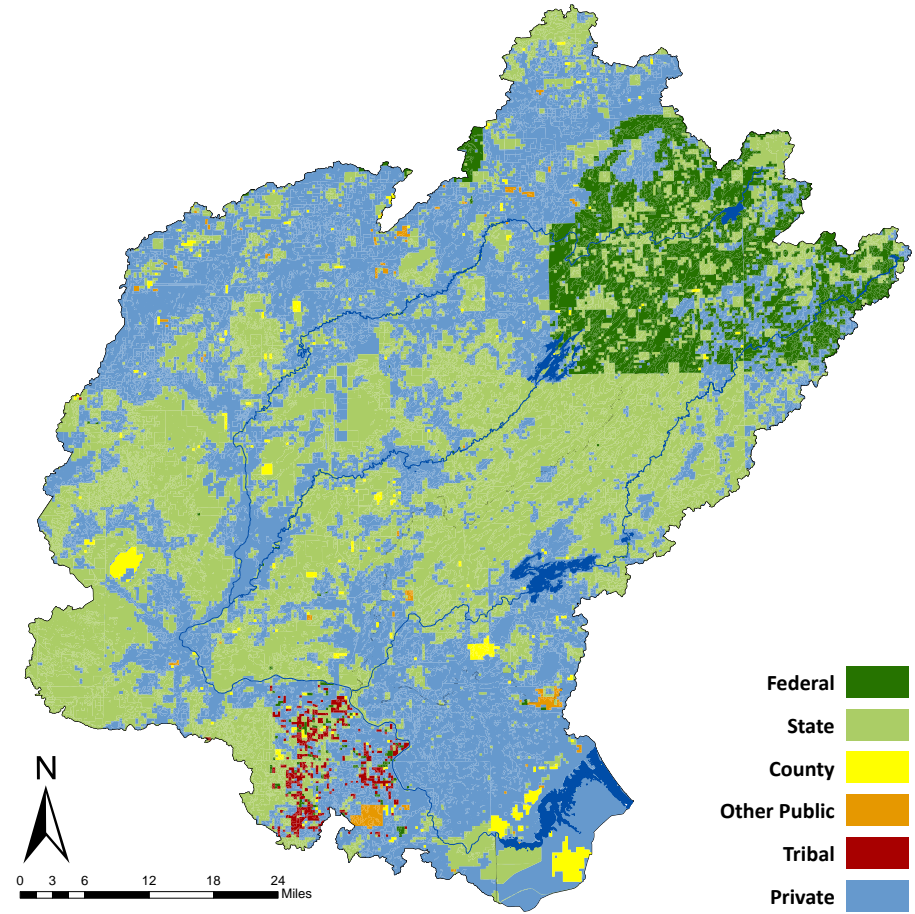 Federal
State
County
Other Public
Tribal
Private
N
0 3 6 12 18 24
Miles